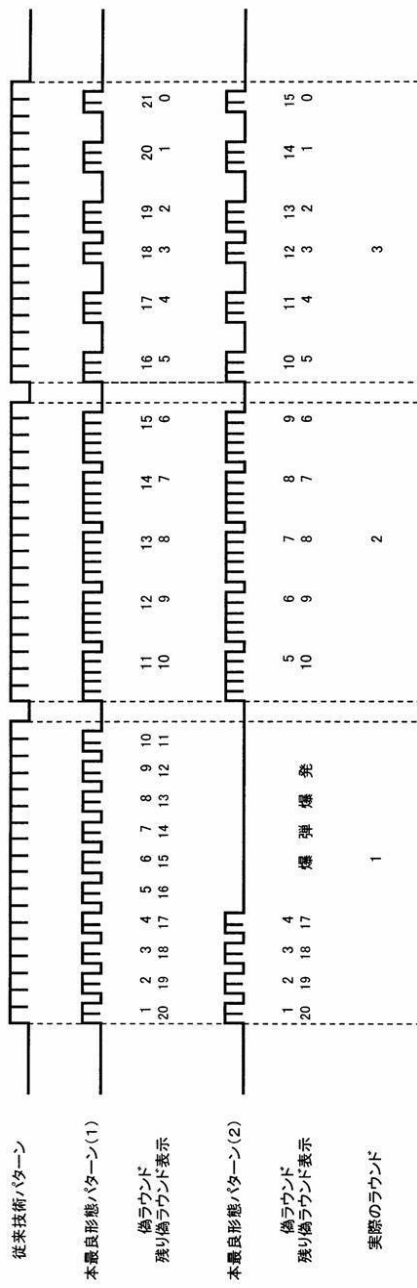 従来技術パターン
本最良形態パターン(1)
偽ラウンド 1 2 3 4 5 6 7 8 9 10 11 12 13 14 15 16 17 18 19 20 21
残り偽ラウンド表示 20 19 18 17 16 15 14 13 12 11 10 9 8 7 6 5 4 3 2 1 0
本最良形態パターン(2)
偽ラウンド 1 2 3 4 5 6 7 8 9 10 11 12 13 14 15
残り偽ラウンド表示 20 19 18 17 爆弾爆発 10 9 8 7 6 5 4 3 2 1 0
実際のラウンド 1 2 3